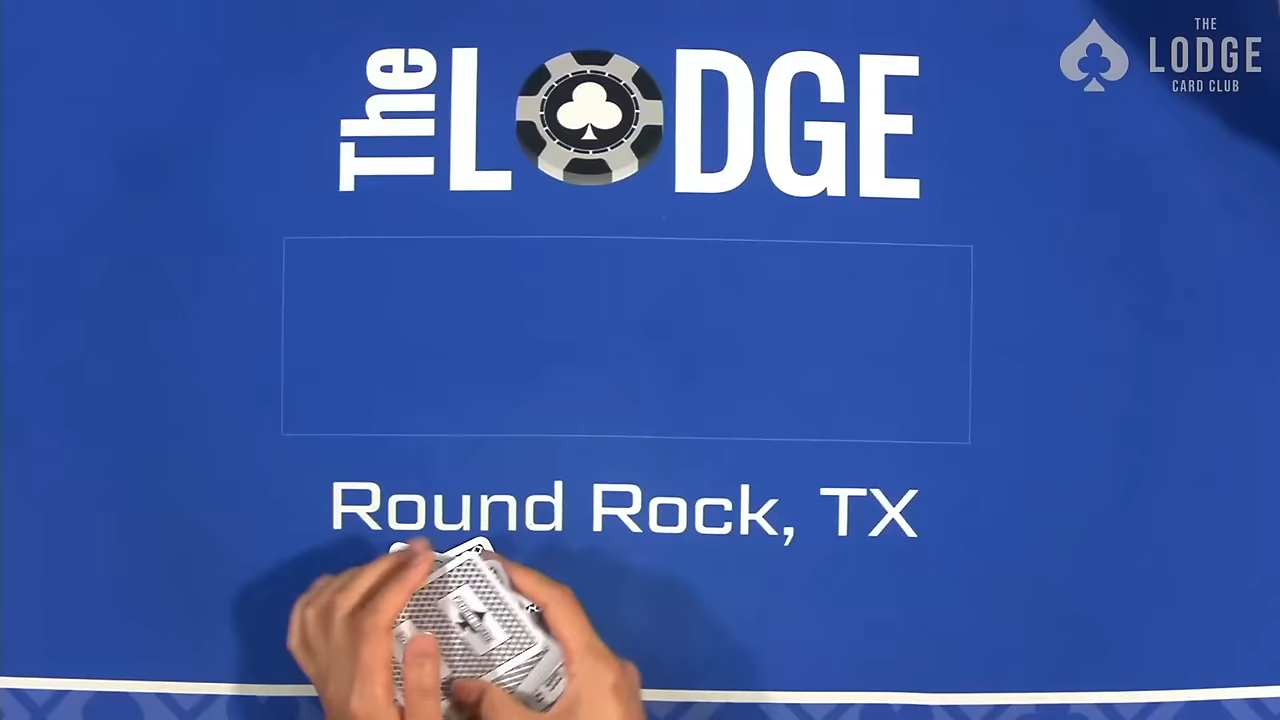 The LODGE
Round Rock, TX
THE
LODGE
CARD CLUB